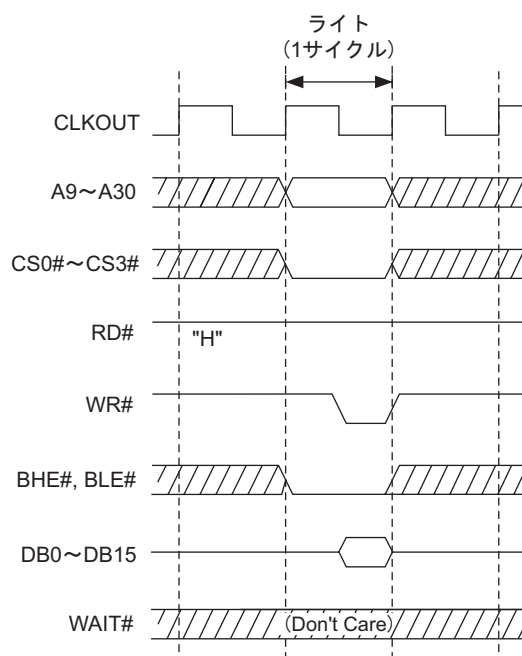 ライト
(1サイクル)
CLKOUT
A9～A30
CS0#～CS3#
RD#
"H"
WR#
BHE#, BLE#
DB0～DB15
WAIT#
(Don't Care)